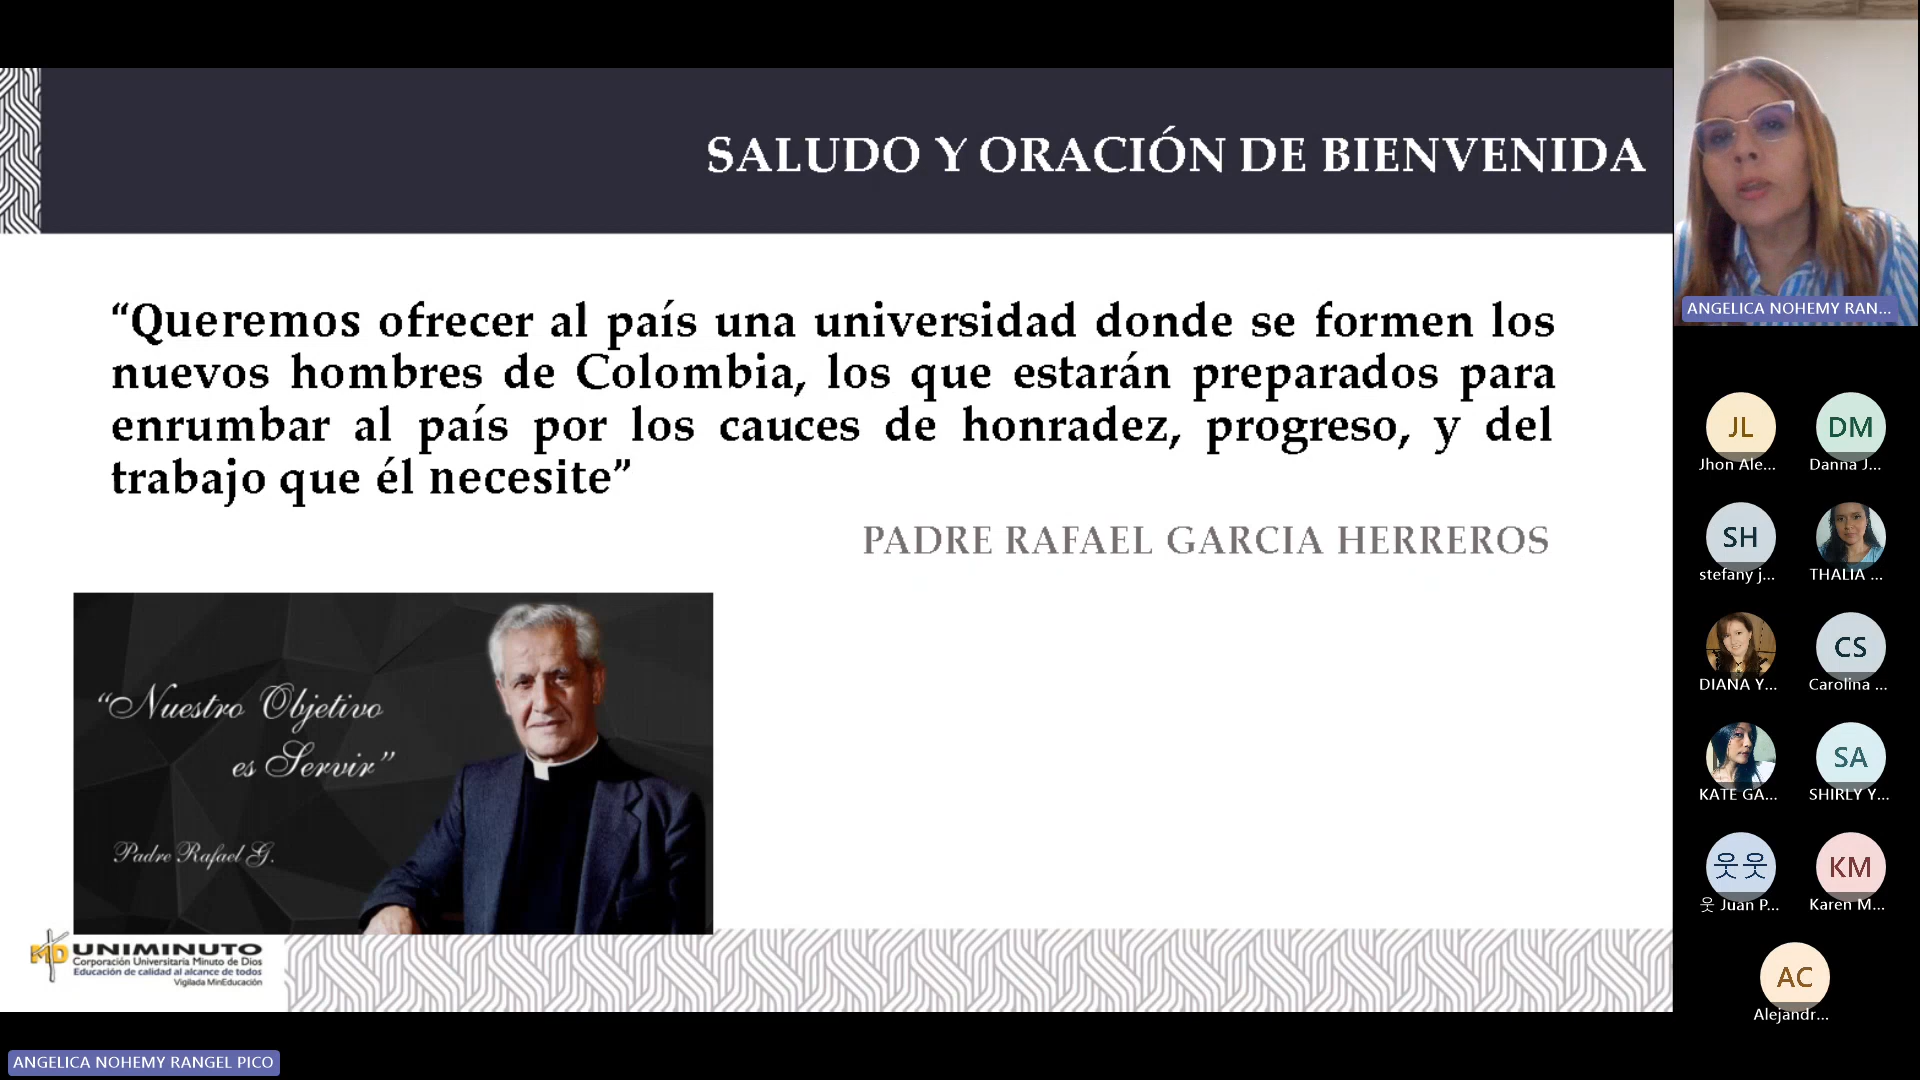 SALUDO Y ORACIÓN DE BIENVENIDA
“Queremos ofrecer al país una universidad donde se formen los
nuevos hombres de Colombia, los que estarán preparados para
enrumbar al país por los cauces de honradez, progreso, y del
trabajo que él necesite”
PADRE RAFAEL GARCIA HERREROS
“Nuestro Objetivo
es Servir”
Padre Rafael G.
UNIMINUTO
Corporación Universitaria Minuto de Dios
Educación de calidad al alcance de todos
Vigilada MinEducación
ANGELICA NOHEMY RANGEL PICO
ANGELICA NOHEMY RAN...
JL
Jhon Ale...
DM
Danna J...
SH
stefany j...
THALIA ...
DIANA Y...
CS
Carolina ...
KATE GA...
SA
SHIRLY Y...
웃웃
웃 Juan P...
KM
Karen M...
AC
Alejandr...